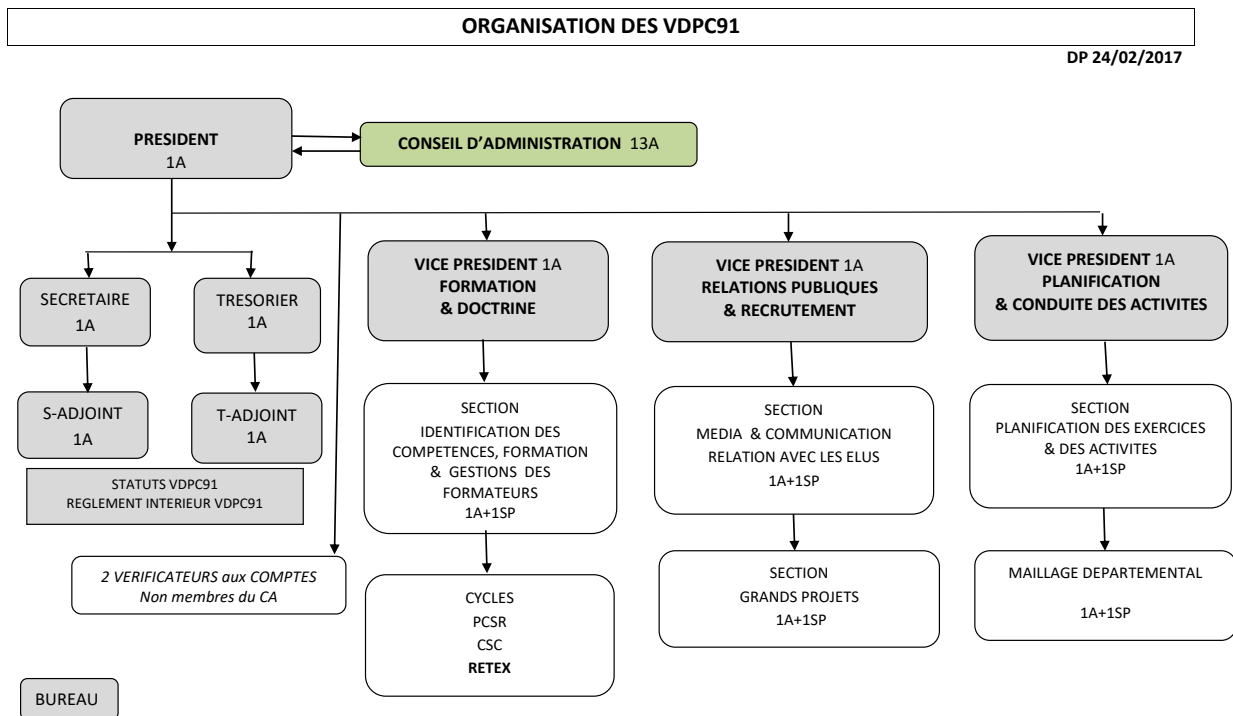 ORGANISATION DES VDPC91
DP 24/02/2017
PRESIDENT
1A
CONSEIL D’ADMINISTRATION 13A
SECRETAIRE
1A
TRESORIER
1A
S-ADJOINT
1A
T-ADJOINT
1A
STATUTS VDPC91
REGLEMENT INTERIEUR VDPC91
2 VERIFICATEURS aux COMPTES
Non membres du CA
VICE PRESIDENT 1A
FORMATION
& DOCTRINE
SECTION
IDENTIFICATION DES
COMPETENCES, FORMATION
& GESTIONS DES
FORMATEURS
1A+1SP
CYCLES
PCSR
CSC
RETEX
VICE PRESIDENT 1A
RELATIONS PUBLIQUES
& RECRUTEMENT
SECTION
MEDIA & COMMUNICATION
RELATION AVEC LES ELUS
1A+1SP
SECTION
GRANDS PROJETS
1A+1SP
VICE PRESIDENT 1A
PLANIFICATION
& CONDUITE DES ACTIVITES
SECTION
PLANIFICATION DES EXERCICES
& DES ACTIVITES
1A+1SP
MAILLAGE DEPARTEMENTAL
1A+1SP
BUREAU